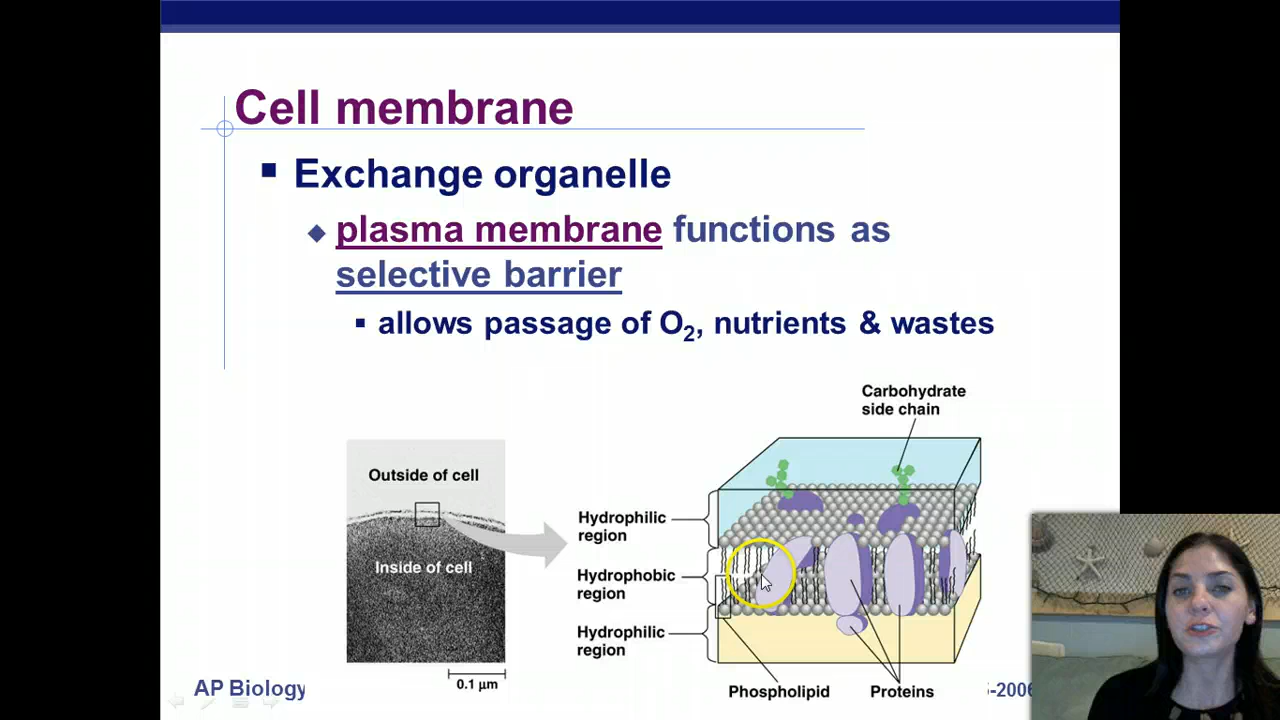 Cell membrane
Exchange organelle
plasma membrane functions as
selective barrier
allows passage of O₂, nutrients & wastes
Carbohydrate
side chain
Outside of cell
Inside of cell
0.1 µm
Hydrophilic
region
Hydrophobic
region
Hydrophilic
region
Phospholipid
Proteins
AP Biology
-2006